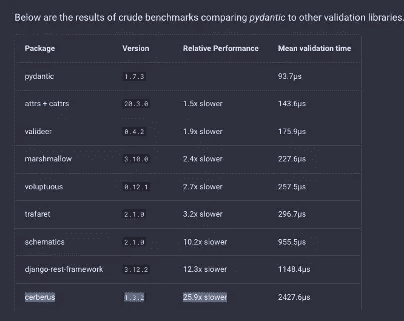 Below are the results of crude benchmarks comparing pydantic to other validation libraries.
Package Version Relative Performance Mean validation time
pydantic 1.7.3 93.7μs
attrs + cattrs 20.3.0 1.5x slower 143.6μs
valideer 0.4.2 1.9x slower 175.9μs
marshmallow 3.10.0 2.4x slower 227.6μs
voluptuous 0.12.1 2.7x slower 257.5μs
trafaret 2.1.0 3.2x slower 296.7μs
schematics 2.1.0 10.2x slower 955.5μs
django-rest-framework 3.12.2 12.3x slower 1148.4μs
cerberus 1.3.2 25.9x slower 2427.6μs